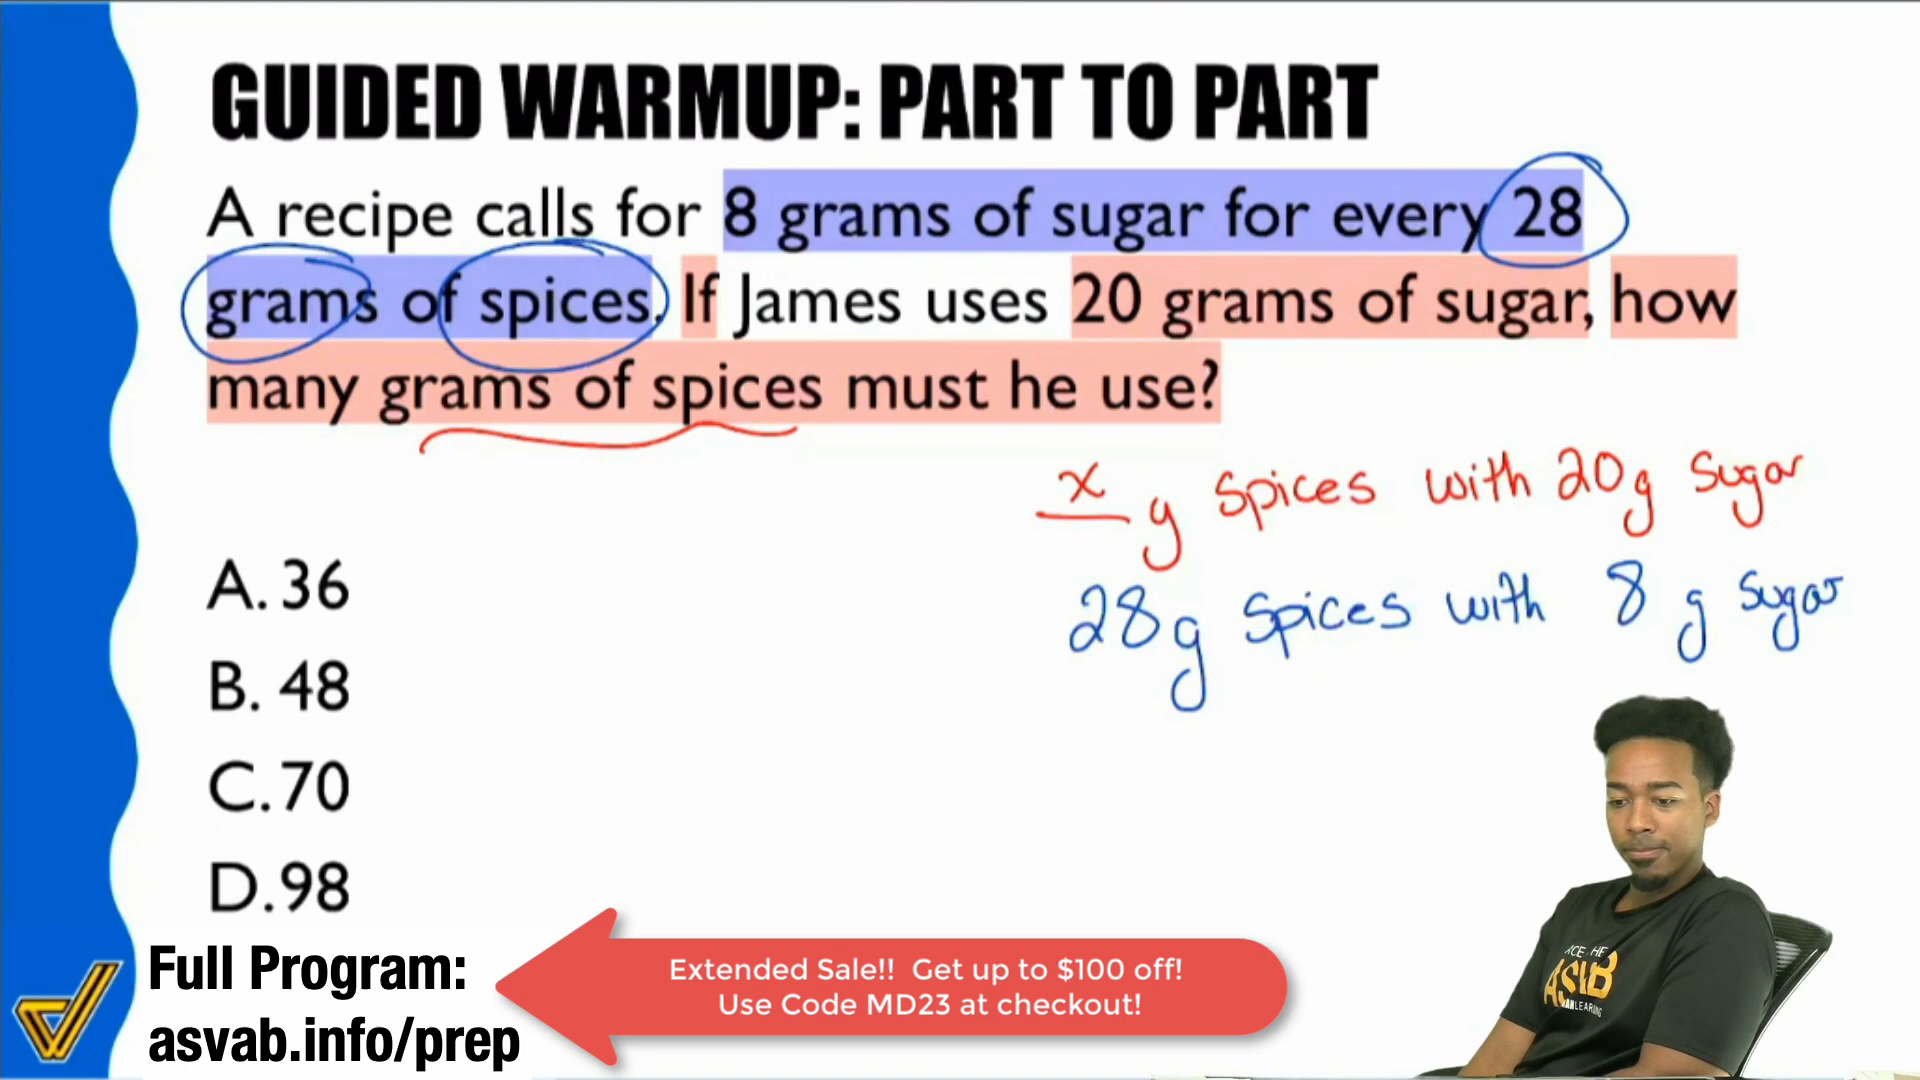 GUIDED WARMUP: PART TO PART
A recipe calls for 8 grams of sugar for every 28
grams of spices. If James uses 20 grams of sugar, how
many grams of spices must he use?
x g spices with 20g sugar
28g spices with 8 g sugar
A. 36
B. 48
C. 70
D. 98
Full Program:
asvab.info/prep
Extended Sale!! Get up to $100 off!
Use Code MD23 at checkout!
ASVAB